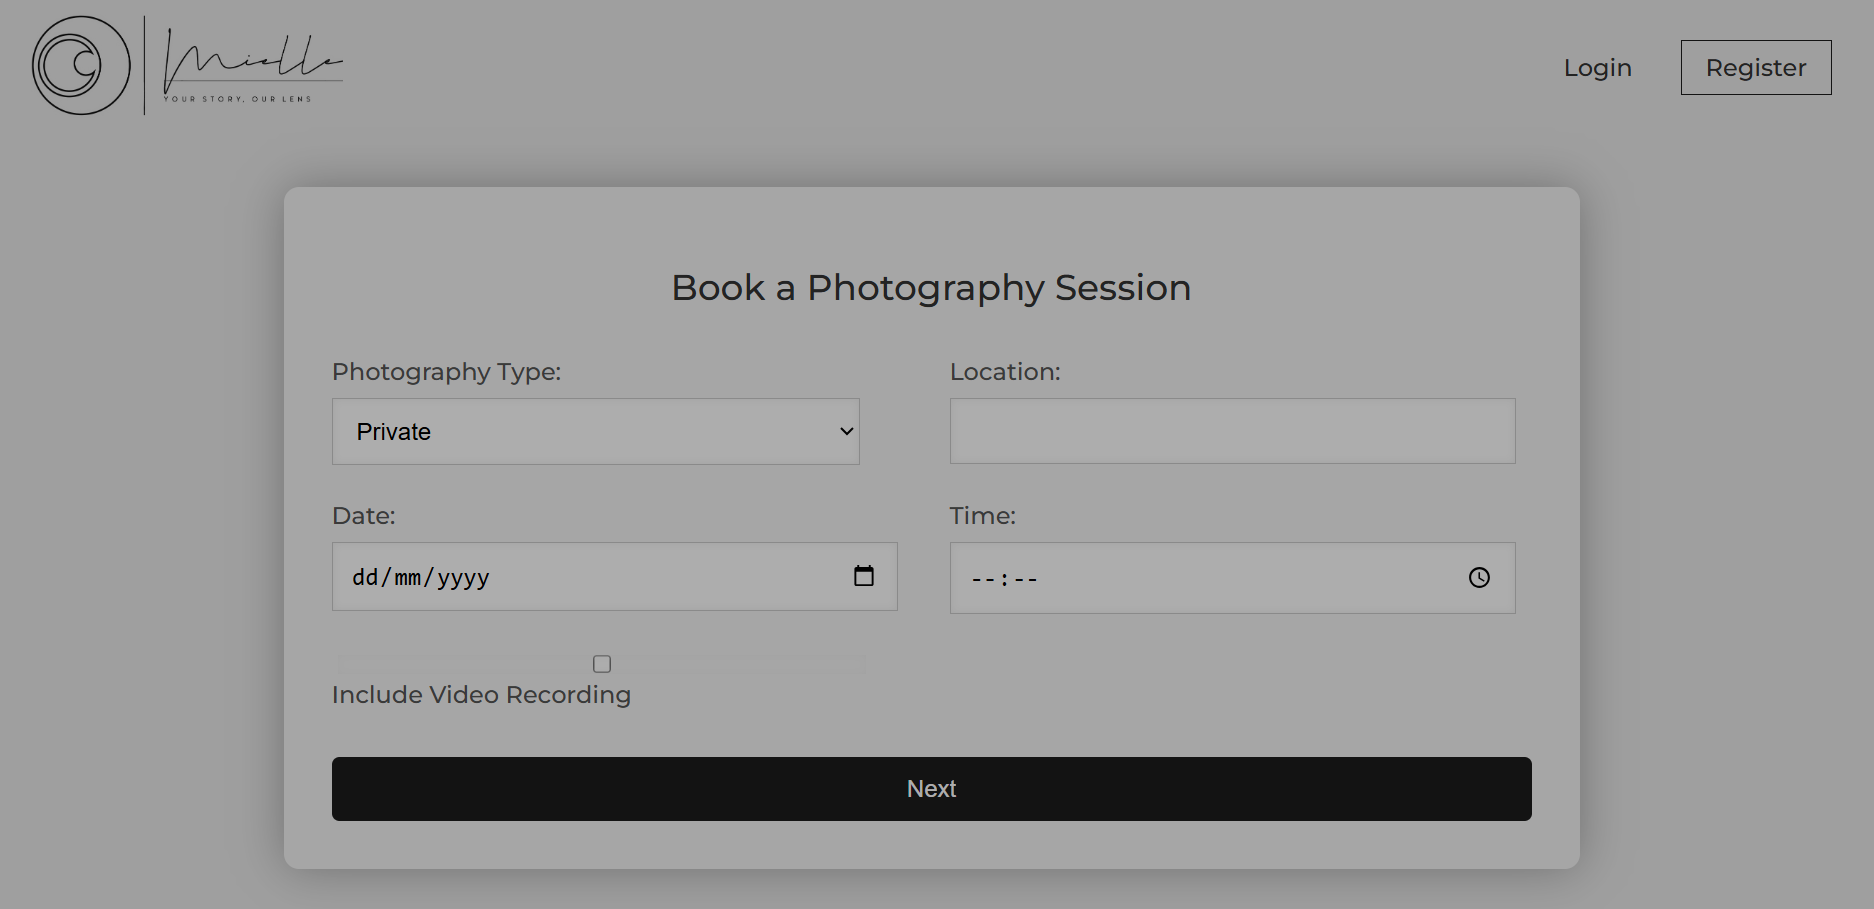 Mielle
YOUR STORY, OUR LENS
Login
Register
Book a Photography Session
Photography Type:
Location:
Private
Date:
Time:
dd/mm/yyyy
--:--
Include Video Recording
Next